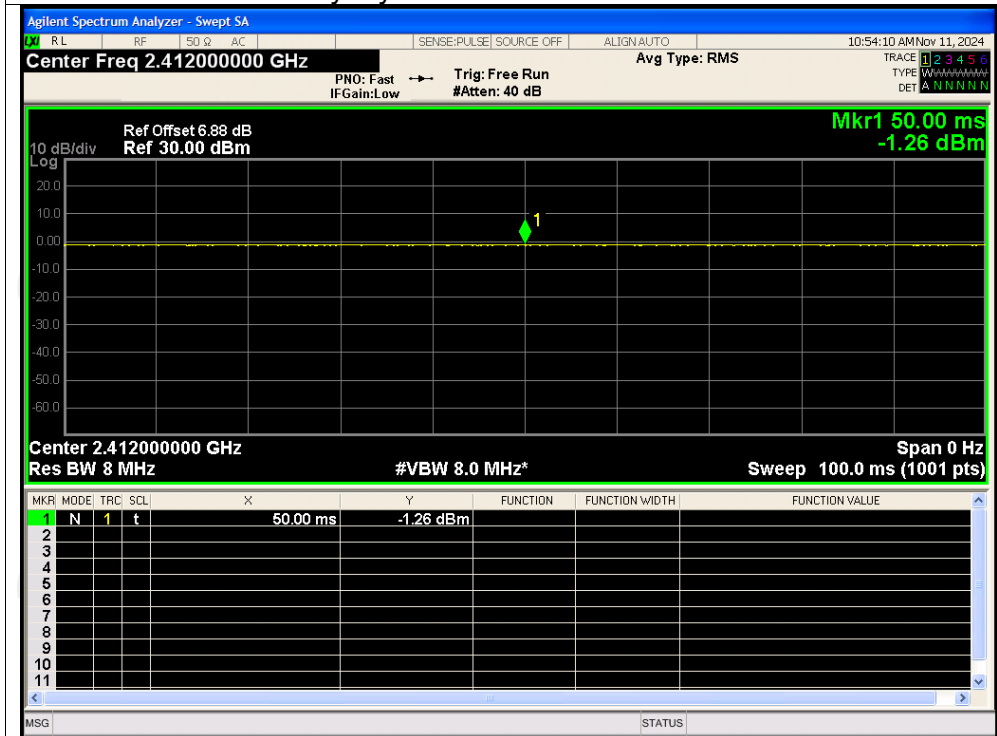 Agilent Spectrum Analyzer - Swept SA
LXI RL RF 50 Ω AC SENSE:PULSE SOURCE OFF ALIGN AUTO 10:54:10 AM Nov 11, 2024
Center Freq 2.412000000 GHz Avg Type: RMS TRACE 1 2 3 4 5 6
PNO: Fast Trig: Free Run TYPE WWWWWW
IFGain:Low #Atten: 40 dB DET A N N N N N
Mkr1 50.00 ms
-1.26 dBm
Ref Offset 6.88 dB
10 dB/div Ref 30.00 dBm
Log
20.0
10.0
1
0.00
-10.0
-20.0
-30.0
-40.0
-50.0
-60.0
Center 2.412000000 GHz Span 0 Hz
Res BW 8 MHz #VBW 8.0 MHz* Sweep 100.0 ms (1001 pts)
MKR MODE TRC SCL X Y FUNCTION FUNCTION WIDTH FUNCTION VALUE
1 N 1 t 50.00 ms -1.26 dBm
2
3
4
5
6
7
8
9
10
11
MSG STATUS